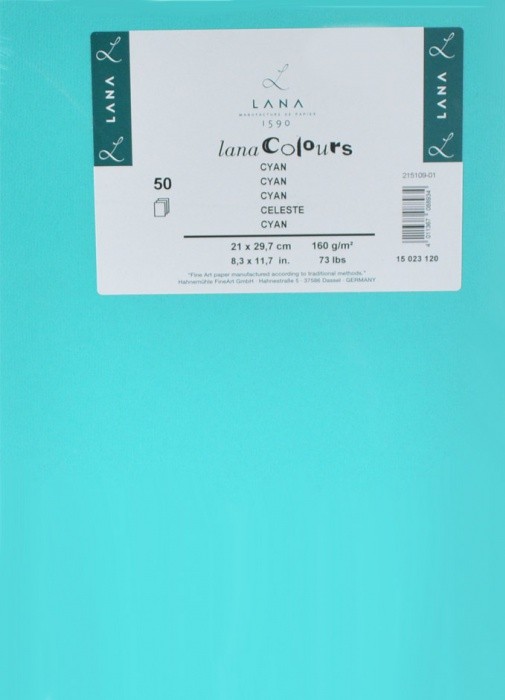 LANA
LANA
LANA
MANUFACTURE DE PAPIER
1590
lana Colours
50
CYAN
CYAN
CYAN
CELESTE
CYAN
21 x 29,7 cm 160 g/m²
8,3 x 11,7 in. 73 lbs
"Fine Art paper manufactured according to traditional methods."
Hahnemühle FineArt GmbH · Hahnestraße 5 · 37586 Dassel · GERMANY
215109-01
15 023 120